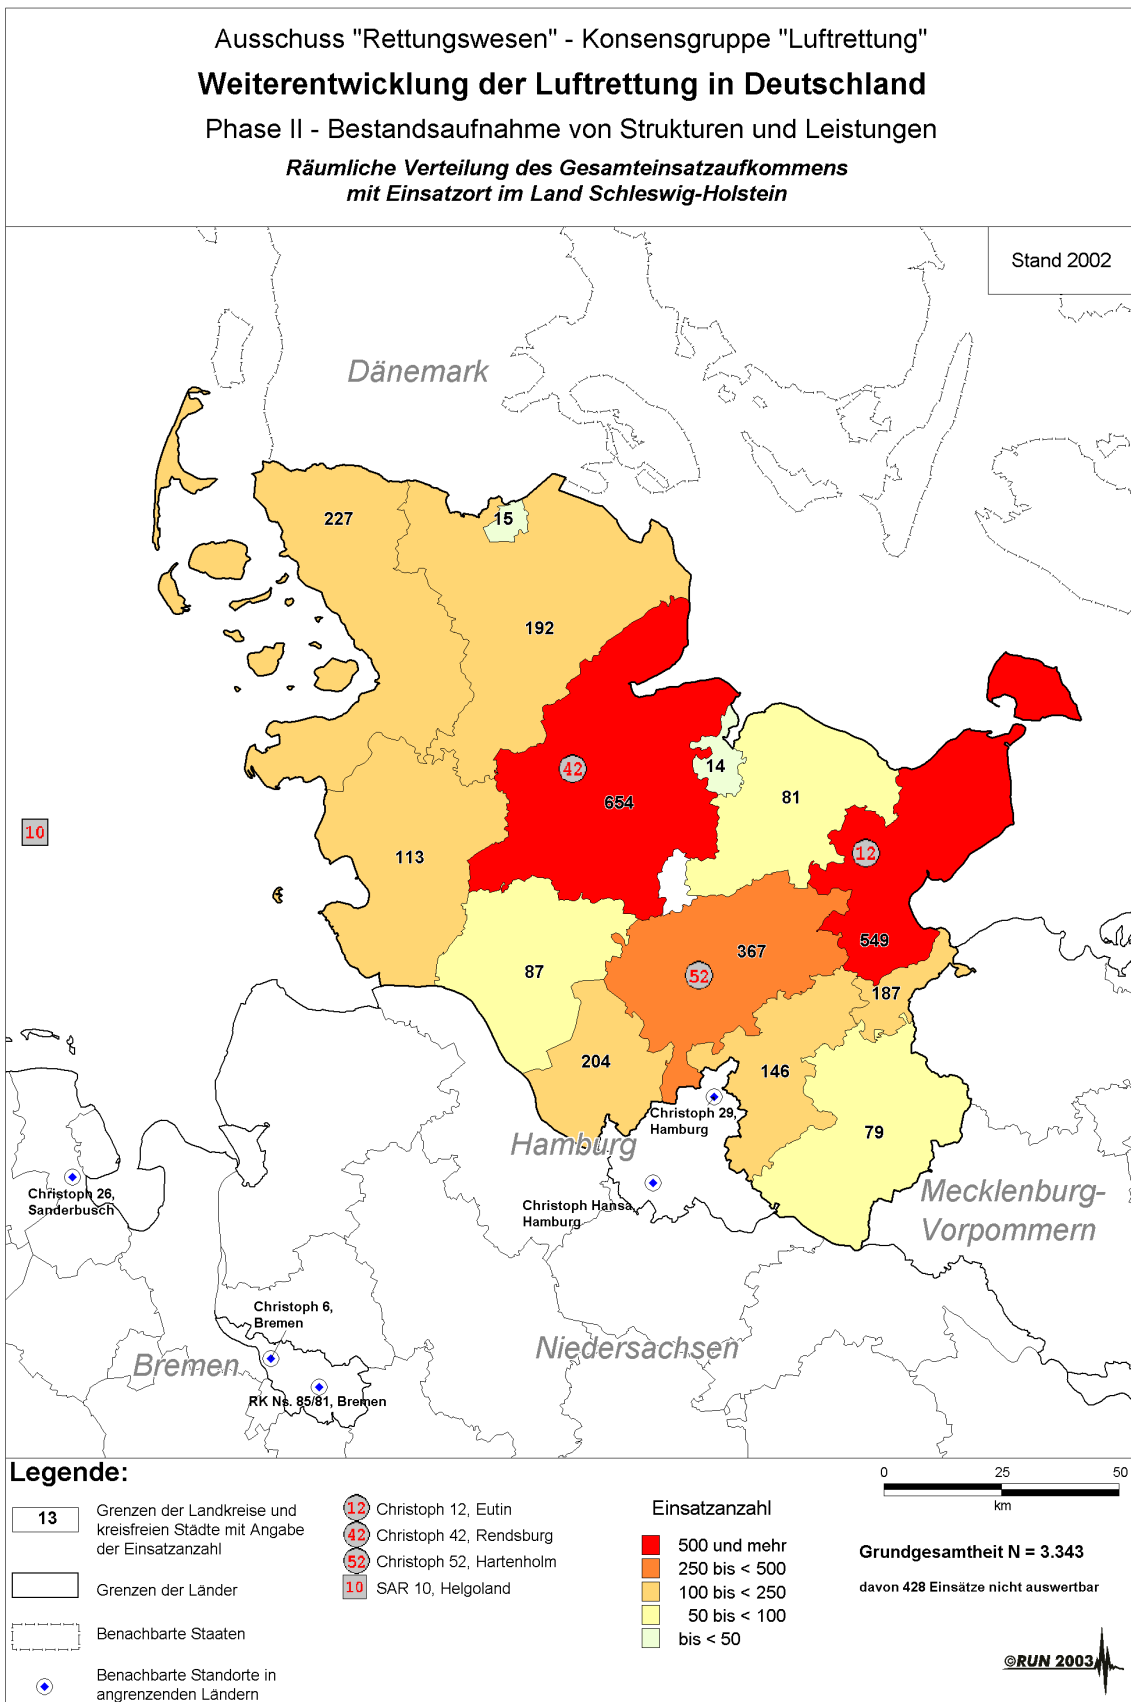 Ausschuss "Rettungswesen" - Konsensgruppe "Luftrettung"
Weiterentwicklung der Luftrettung in Deutschland
Phase II - Bestandsaufnahme von Strukturen und Leistungen
Räumliche Verteilung des Gesamteinsatzaufkommens
mit Einsatzort im Land Schleswig-Holstein
Stand 2002
Dänemark
227
15
192
42
14
654
81
10
12
113
549
367
87
52
187
204
146
Christoph 29,
Hamburg
79
Hamburg
Christoph 26,
Sanderbusch
Christoph Hansa,
Hamburg
Mecklenburg-
Vorpommern
Christoph 6,
Bremen
Niedersachsen
Bremen
RK Ns. 85/81, Bremen
Legende:
13
Grenzen der Landkreise und
kreisfreien Städte mit Angabe
der Einsatzanzahl
Grenzen der Länder
Benachbarte Staaten
Benachbarte Standorte in
angrenzenden Ländern
12 Christoph 12, Eutin
42 Christoph 42, Rendsburg
52 Christoph 52, Hartenholm
10 SAR 10, Helgoland
Einsatzanzahl
500 und mehr
250 bis < 500
100 bis < 250
50 bis < 100
bis < 50
0 25 50
km
Grundgesamtheit N = 3.343
davon 428 Einsätze nicht auswertbar
©RUN 2003